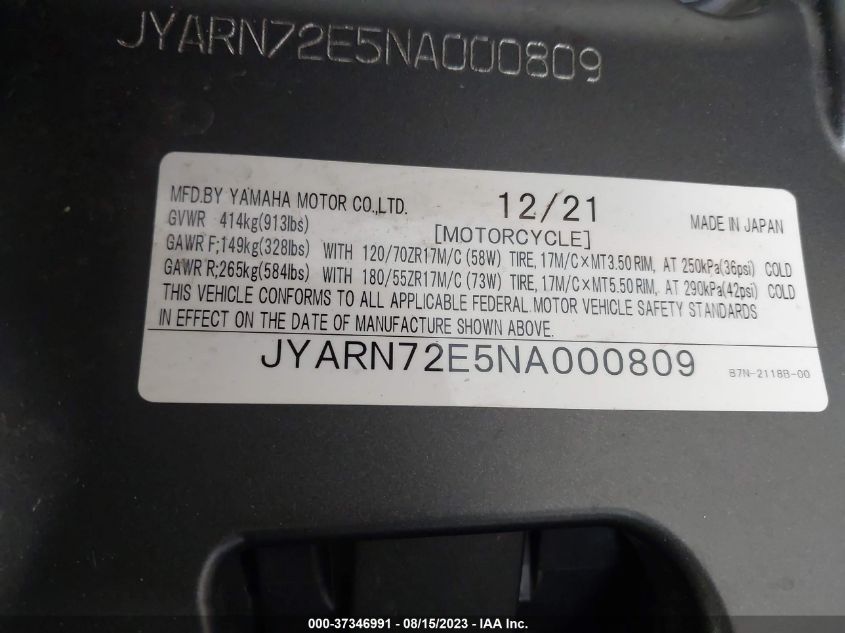 JYARN72E5NA000809
MFD.BY YAMAHA MOTOR CO.,LTD. 12/21 MADE IN JAPAN
GVWR 414kg(913lbs) [MOTORCYCLE]
GAWR F;149kg(328lbs) WITH 120/70ZR17M/C (58W) TIRE, 17M/C×MT3.50 RIM, AT 250kPa(36psi) COLD
GAWR R;265kg(584lbs) WITH 180/55ZR17M/C (73W) TIRE, 17M/C×MT5.50 RIM, AT 290kPa(42psi) COLD
THIS VEHICLE CONFORMS TO ALL APPLICABLE FEDERAL MOTOR VEHICLE SAFETY STANDARDS
IN EFFECT ON THE DATE OF MANUFACTURE SHOWN ABOVE.
JYARN72E5NA000809 B7N-2118B-00
000-37346991 - 08/15/2023 - IAA Inc.